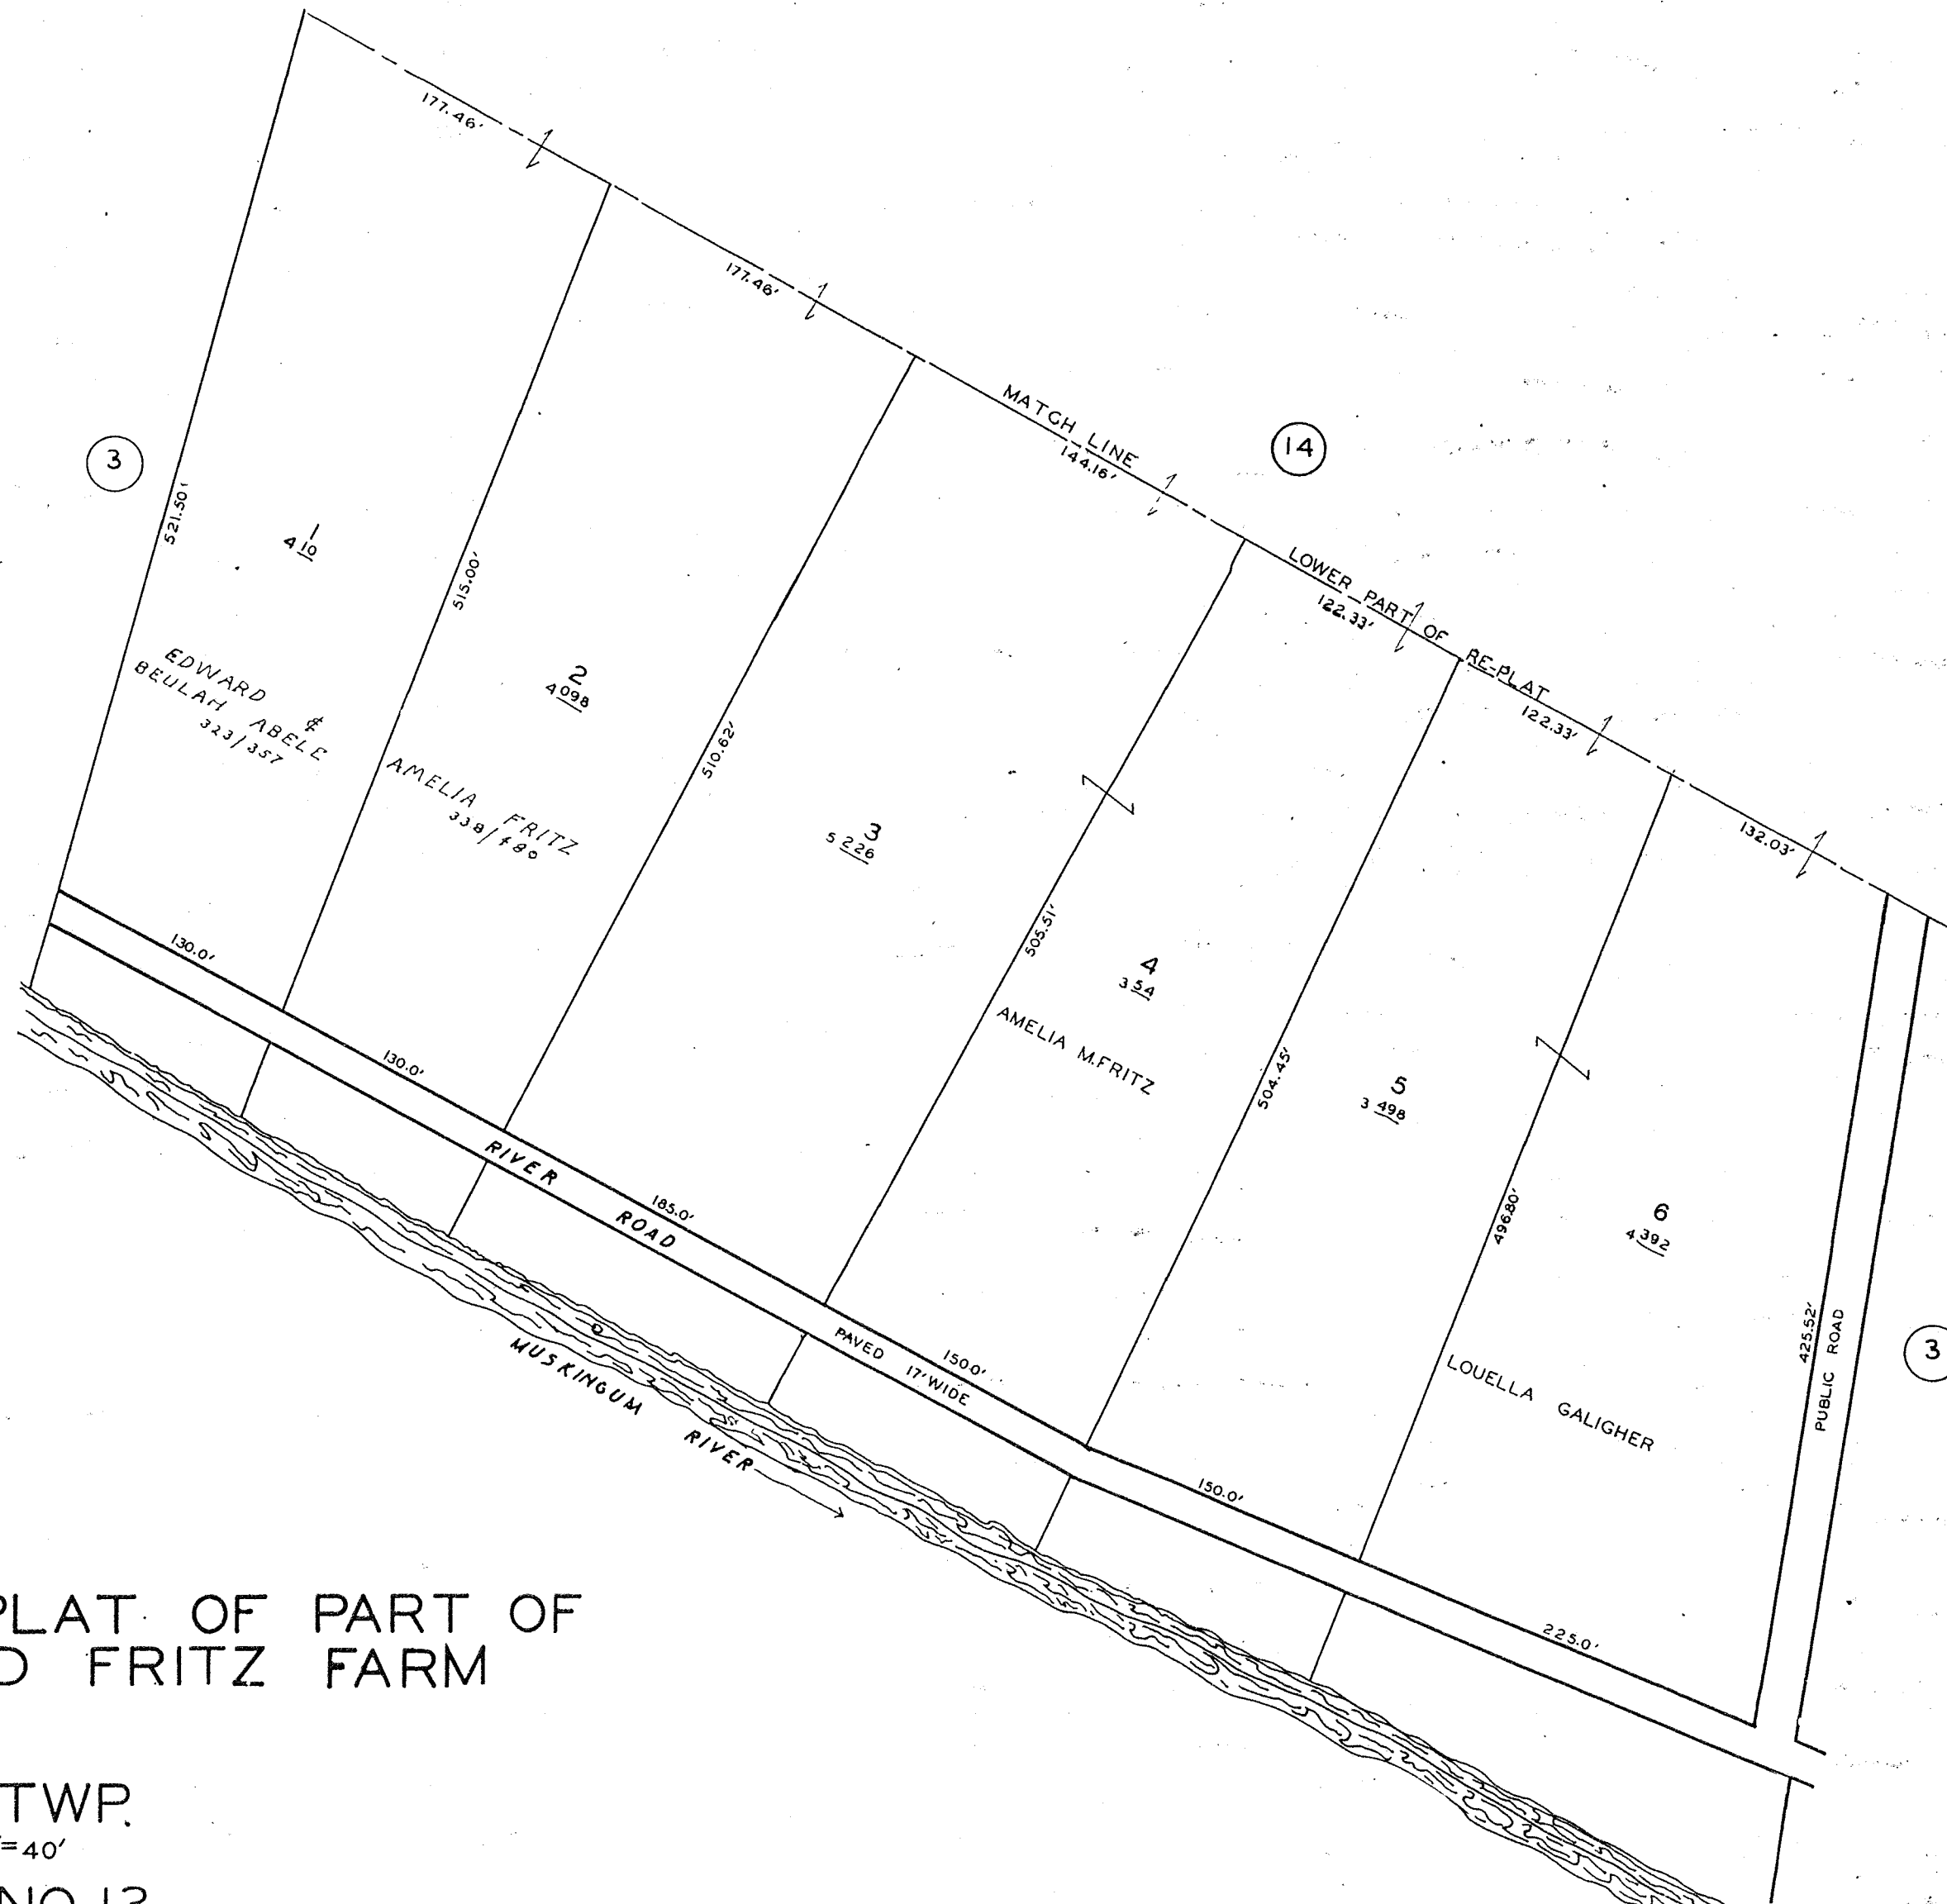 177.46'
177.46'
MATCH LINE
144.16'
14
LOWER PART OF RE-PLAT
122.33'
122.33'
132.03'
3
521.50'
1
4 10
515.00'
EDWARD &
BEULAH ABELE
323/357
2
4 098
AMELIA FRITZ
338/480
510.62'
3
5 226
505.51'
4
3 54
AMELIA M. FRITZ
504.45'
5
3 498
496.80'
6
4 392
LOUELLA GALIGHER
425.52'
PUBLIC ROAD
3
130.0'
130.0'
RIVER ROAD
185.0'
PAVED 17' WIDE
150.0'
150.0'
225.0'
MUSKINGUM RIVER
PLAT OF PART OF
D FRITZ FARM
TWP.
=40'
NO. 13